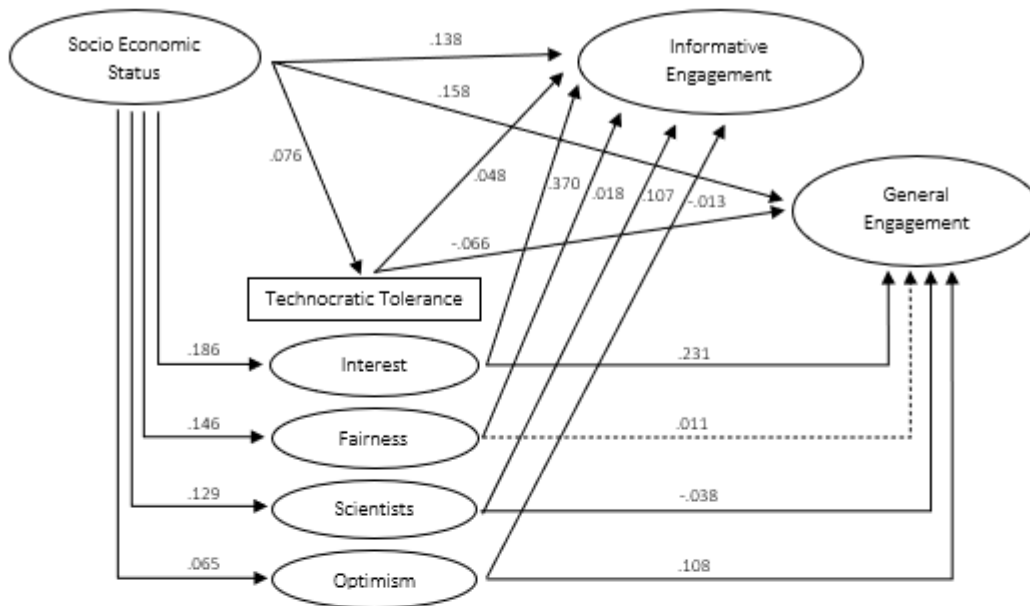 Socio Economic
Status
Informative
Engagement
.138
.158
.076
.048
.370
.018
.107
-.013
General
Engagement
-.066
Technocratic Tolerance
.186
Interest
.231
.146
Fairness
.011
.129
Scientists
-.038
.065
Optimism
.108